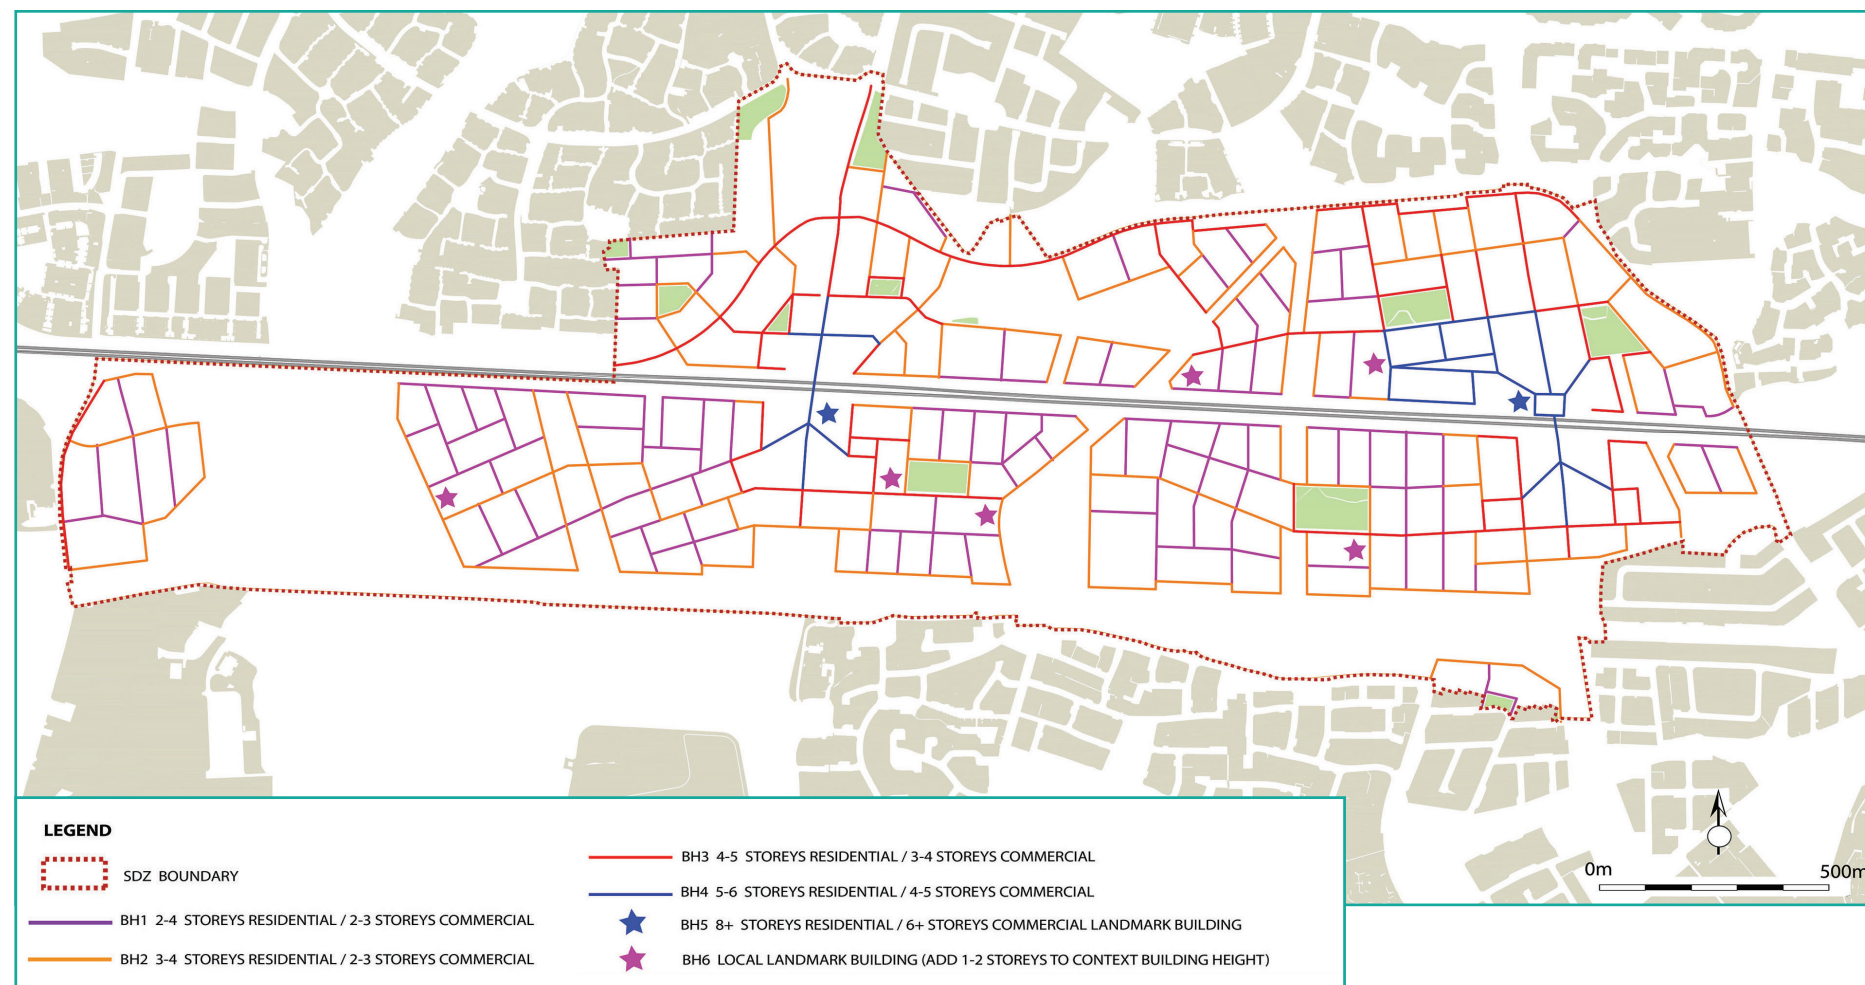 0m
500m
LEGEND
SDZ BOUNDARY
BH1 2-4 STOREYS RESIDENTIAL / 2-3 STOREYS COMMERCIAL
BH2 3-4 STOREYS RESIDENTIAL / 2-3 STOREYS COMMERCIAL
BH3 4-5 STOREYS RESIDENTIAL / 3-4 STOREYS COMMERCIAL
BH4 5-6 STOREYS RESIDENTIAL / 4-5 STOREYS COMMERCIAL
BH5 8+ STOREYS RESIDENTIAL / 6+ STOREYS COMMERCIAL LANDMARK BUILDING
BH6 LOCAL LANDMARK BUILDING (ADD 1-2 STOREYS TO CONTEXT BUILDING HEIGHT)